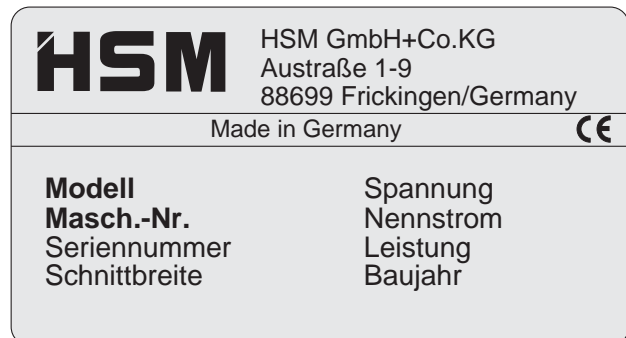 HSM
HSM GmbH+Co.KG
Austraße 1-9
88699 Frickingen/Germany
Made in Germany
CE
Modell
Masch.-Nr.
Seriennummer
Schnittbreite
Spannung
Nennstrom
Leistung
Baujahr